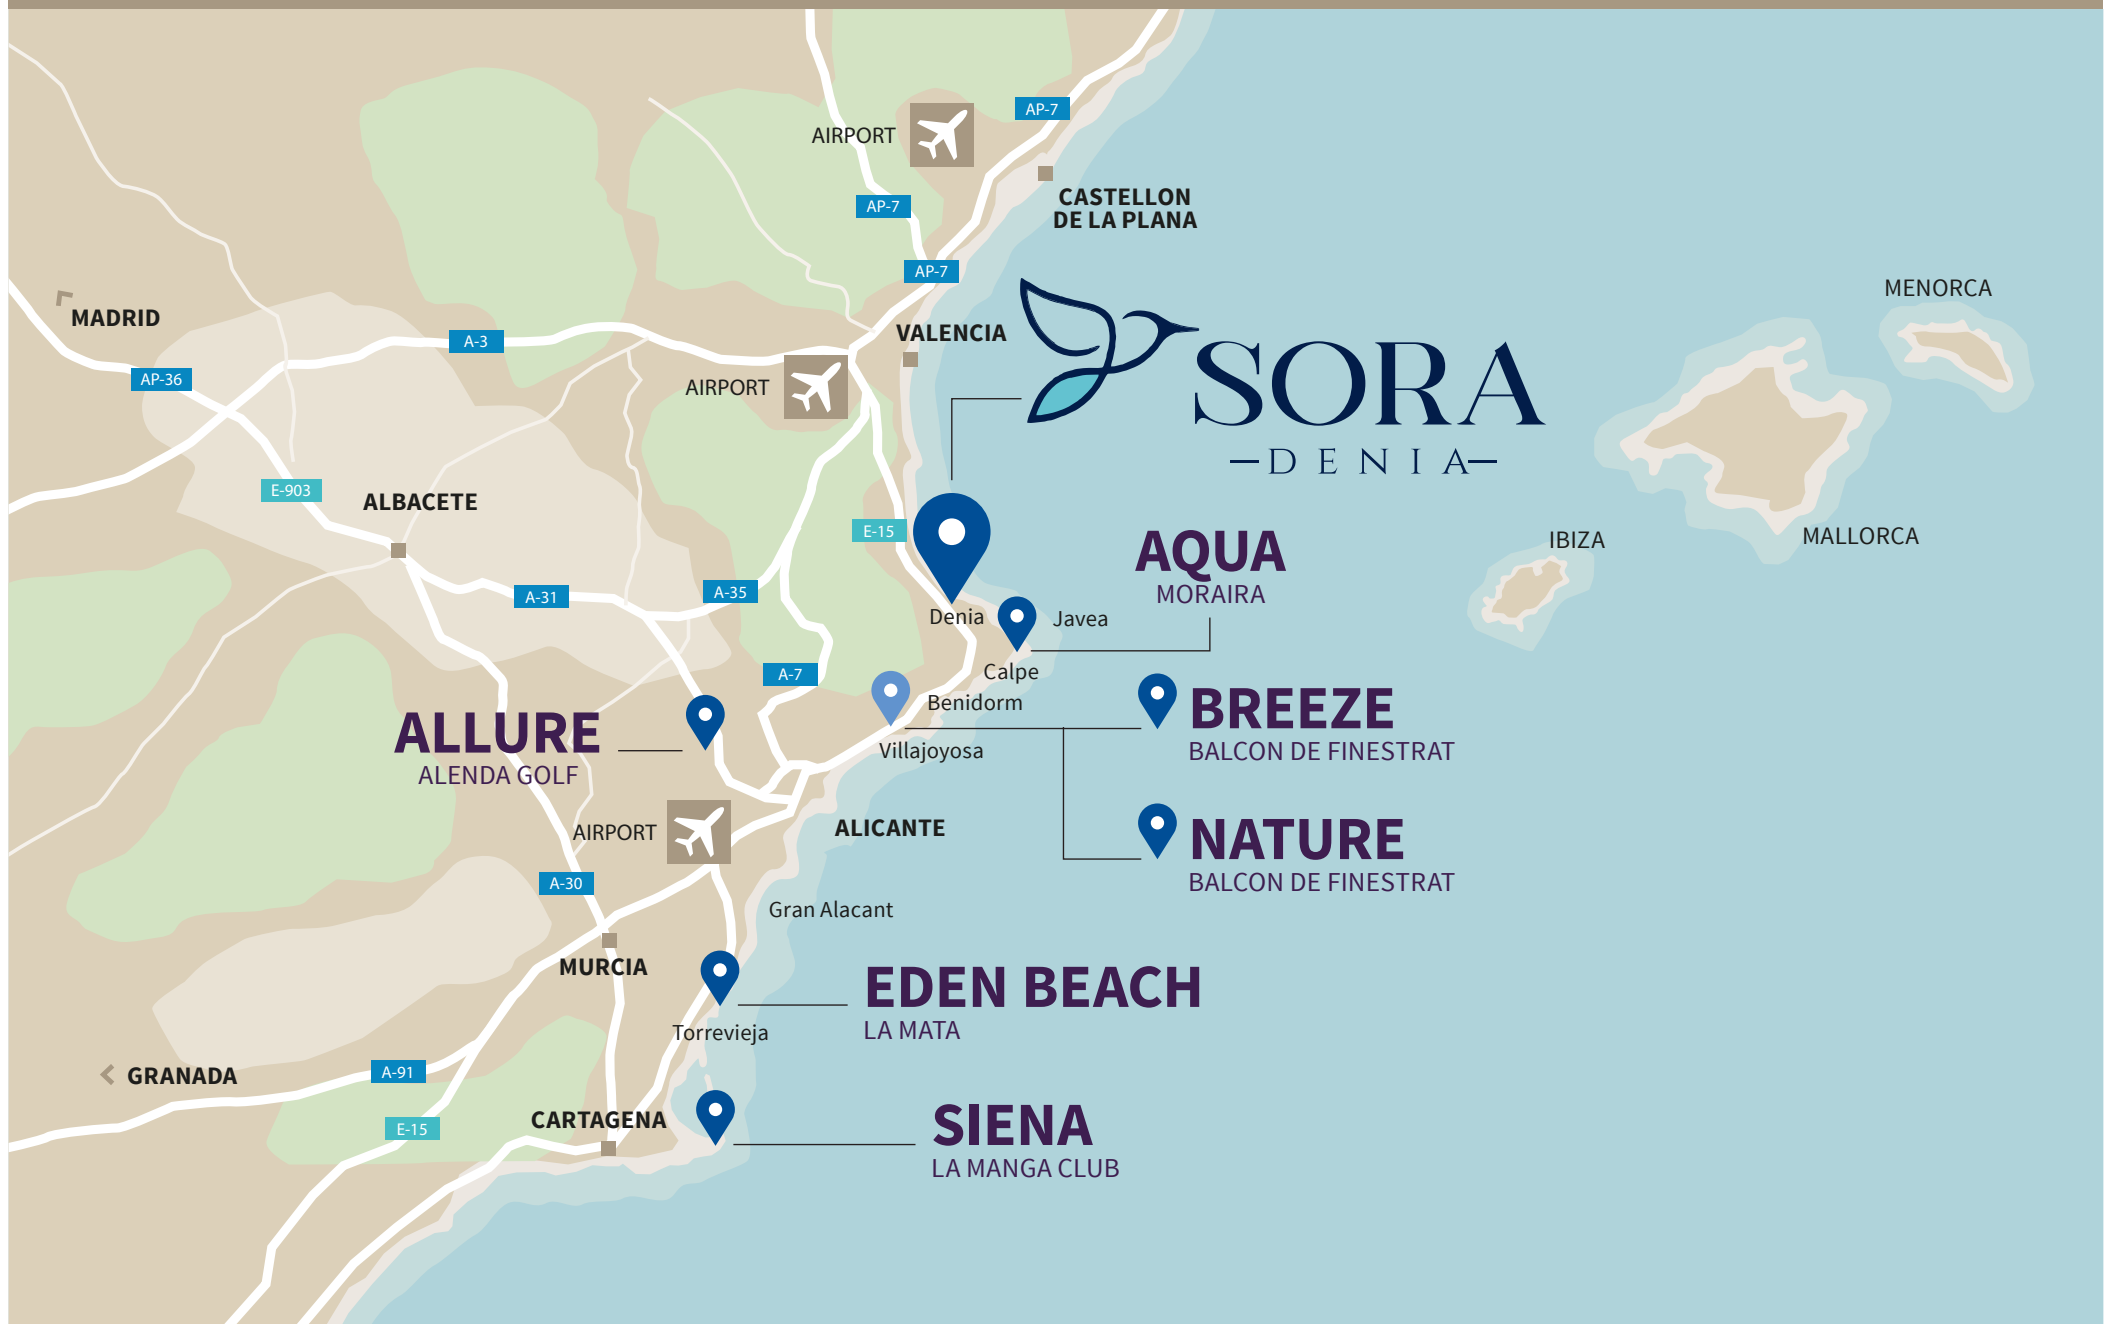 AP-7
AIRPORT
CASTELLON
DE LA PLANA
AP-7
AP-7
MENORCA
MADRID
VALENCIA
A-3
SORA
DENIA
AP-36
AIRPORT
E-903
ALBACETE
E-15
AQUA
MORAIRA
IBIZA
MALLORCA
A-31
A-35
Denia
Javea
A-7
Calpe
Benidorm
BREEZE
BALCON DE FINESTRAT
ALLURE
ALENDA GOLF
Villajoyosa
AIRPORT
ALICANTE
NATURE
BALCON DE FINESTRAT
A-30
Gran Alacant
MURCIA
EDEN BEACH
LA MATA
Torrevieja
GRANADA
A-91
E-15
CARTAGENA
SIENA
LA MANGA CLUB